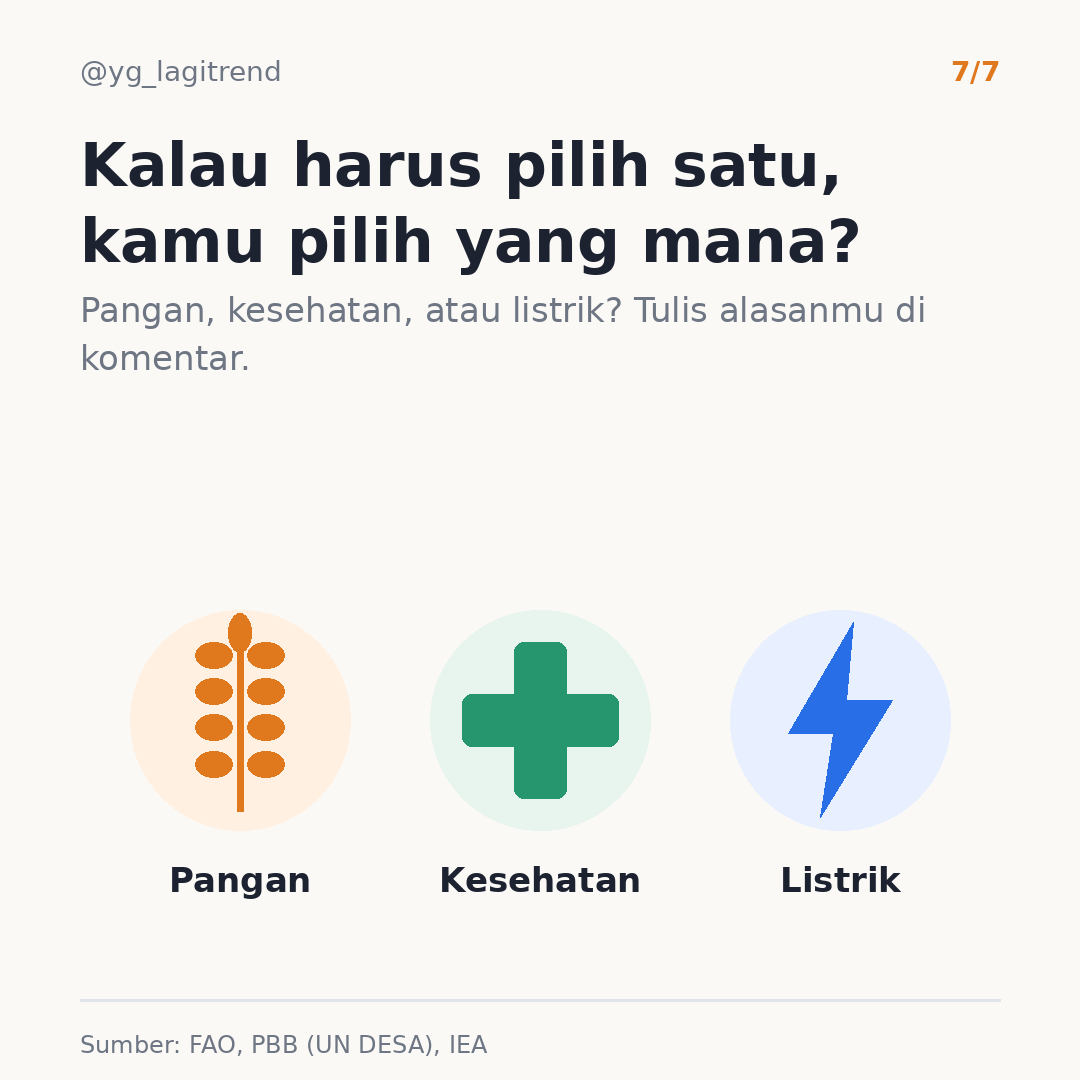 @yg_lagitrend
7/7
Kalau harus pilih satu,
kamu pilih yang mana?
Pangan, kesehatan, atau listrik? Tulis alasanmu di
komentar.
Pangan
Kesehatan
Listrik
Sumber: FAO, PBB (UN DESA), IEA